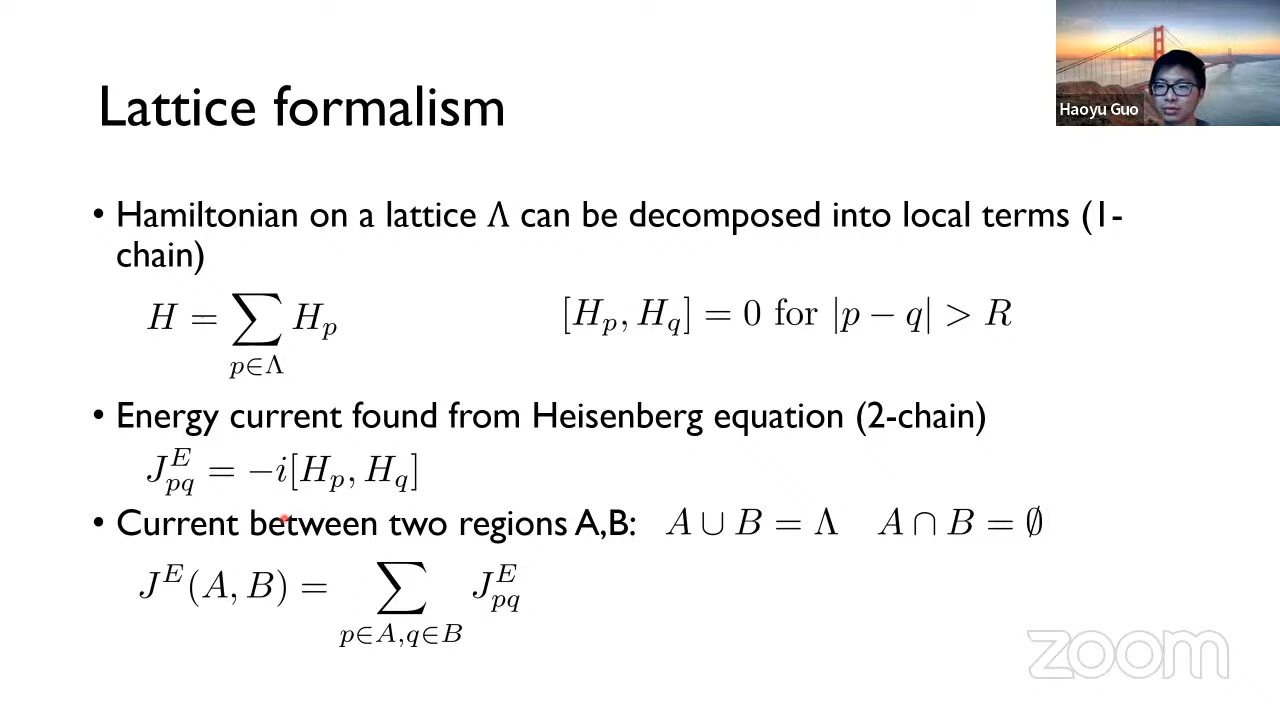 Haoyu Guo
Lattice formalism
• Hamiltonian on a lattice Λ can be decomposed into local terms (1-
chain)
H = ∑_{p∈Λ} H_p    [H_p, H_q] = 0 for |p − q| > R
• Energy current found from Heisenberg equation (2-chain)
J^E_{pq} = −i[H_p, H_q]
• Current between two regions A,B: A ∪ B = Λ A ∩ B = ∅
J^E(A, B) = ∑_{p∈A,q∈B} J^E_{pq}
zoom